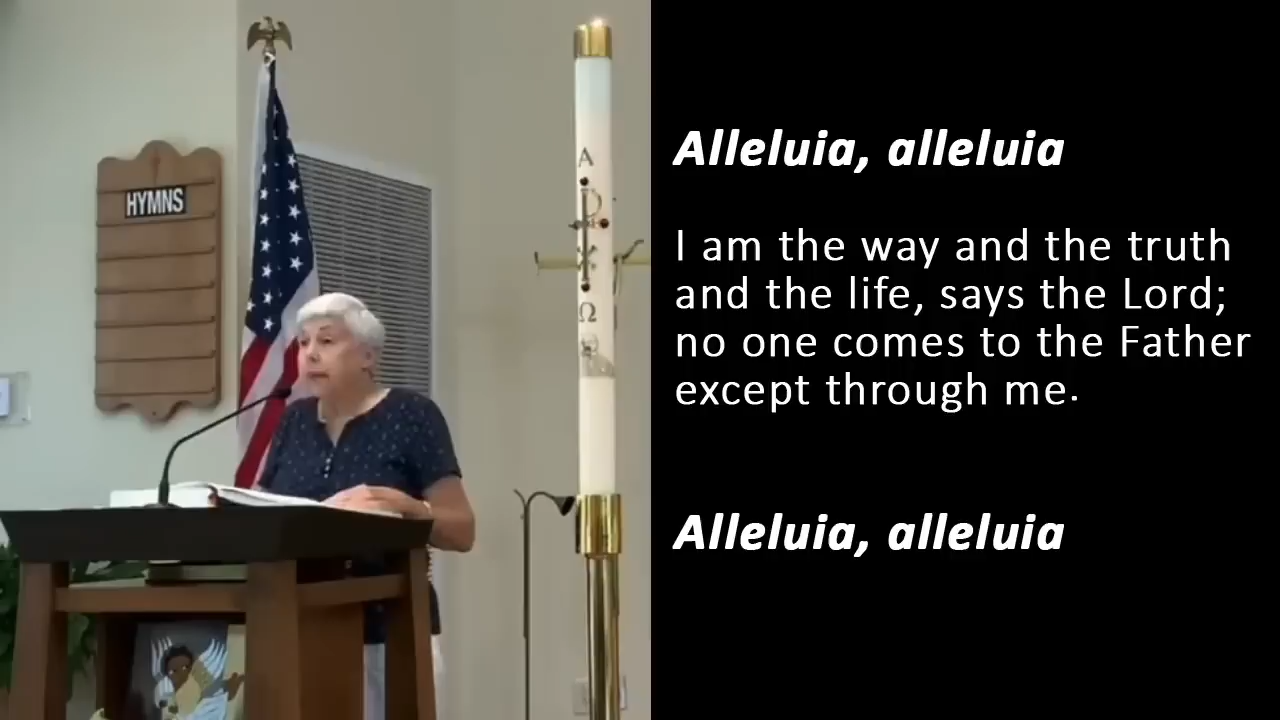 HYMNS
Α
Ω
Alleluia, alleluia
I am the way and the truth
and the life, says the Lord;
no one comes to the Father
except through me.
Alleluia, alleluia